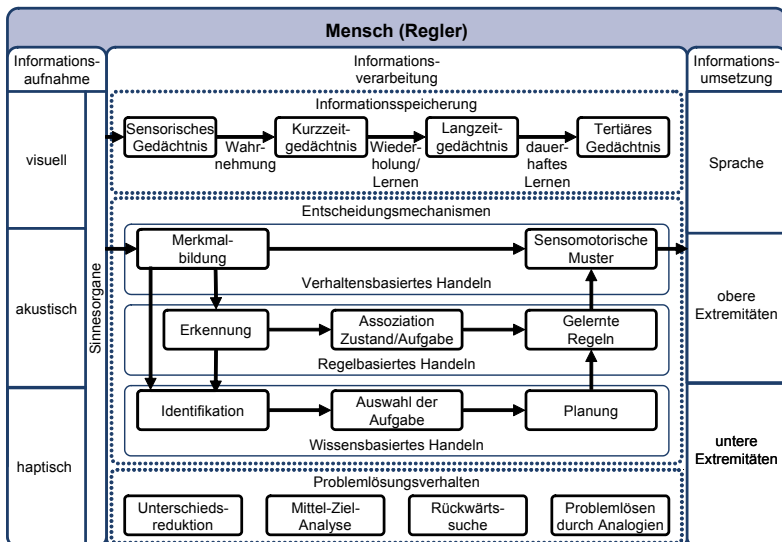 Mensch (Regler)
Informations-
aufnahme
Informations-
verarbeitung
Informations-
umsetzung
visuell
akustisch
haptisch
Sinnesorgane
Informationsspeicherung
Sensorisches
Gedächtnis
Wahr-
nehmung
Kurzzeit-
gedächtnis
Wieder-
holung/
Lernen
Langzeit-
gedächtnis
dauer-
haftes
Lernen
Tertiäres
Gedächtnis
Entscheidungsmechanismen
Merkmal-
bildung
Sensomotorische
Muster
Verhaltensbasiertes Handeln
Erkennung
Assoziation
Zustand/Aufgabe
Gelernte
Regeln
Regelbasiertes Handeln
Identifikation
Auswahl der
Aufgabe
Planung
Wissensbasiertes Handeln
Problemlösungsverhalten
Unterschieds-
reduktion
Mittel-Ziel-
Analyse
Rückwärts-
suche
Problemlösen
durch Analogien
Sprache
obere
Extremitäten
untere
Extremitäten